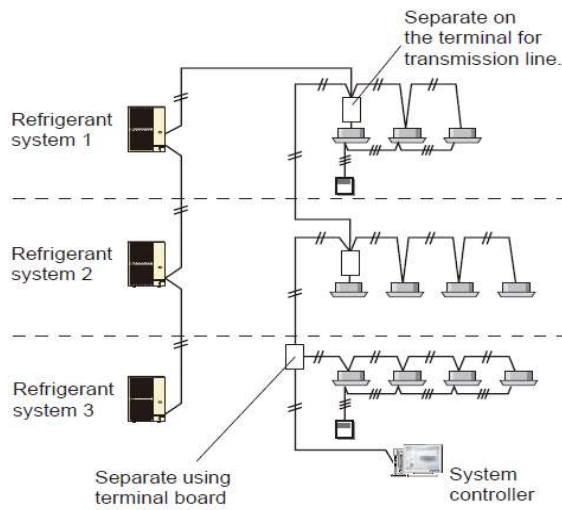 Separate on
the terminal for
transmission line.
Refrigerant
system 1
Refrigerant
system 2
Refrigerant
system 3
Separate using
terminal board
System
controller